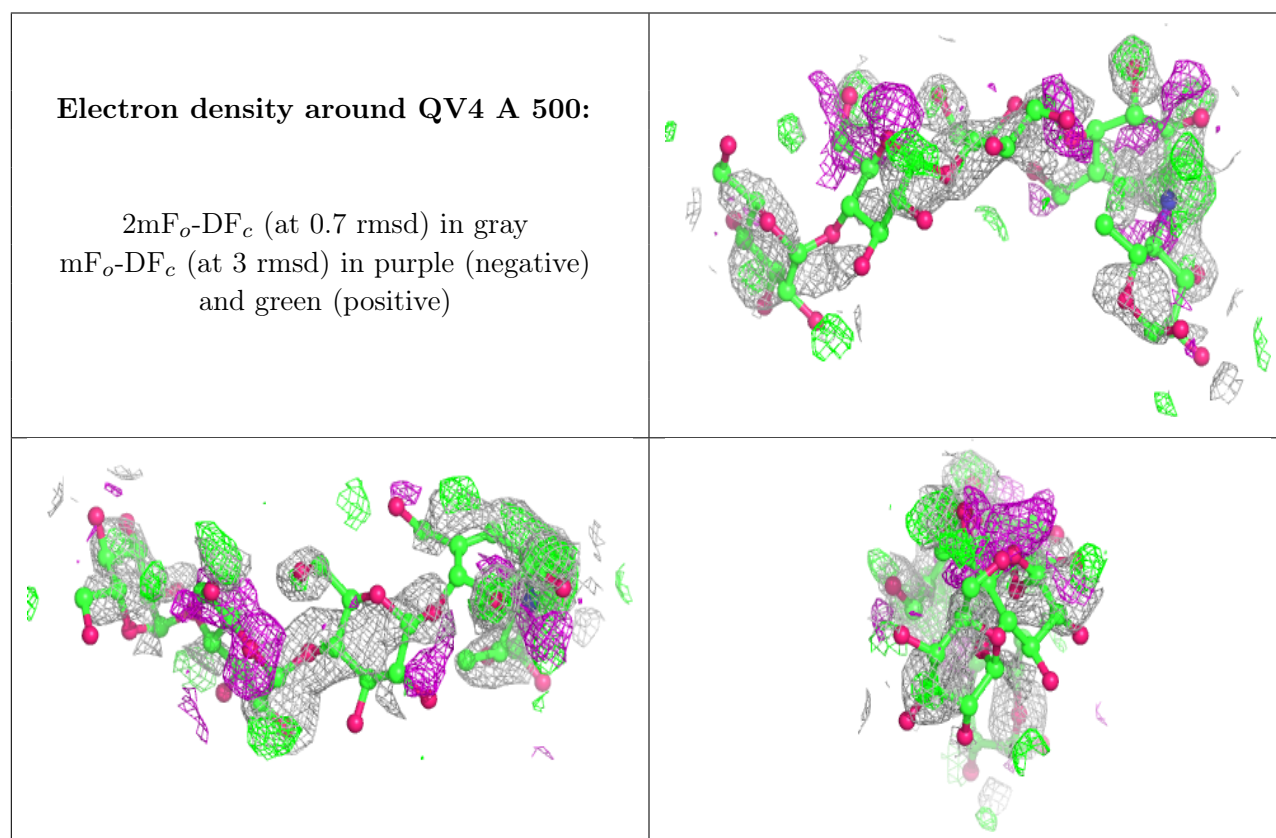 Electron density around QV4 A 500:
2mFo-DFc (at 0.7 rmsd) in gray
mFo-DFc (at 3 rmsd) in purple (negative)
and green (positive)